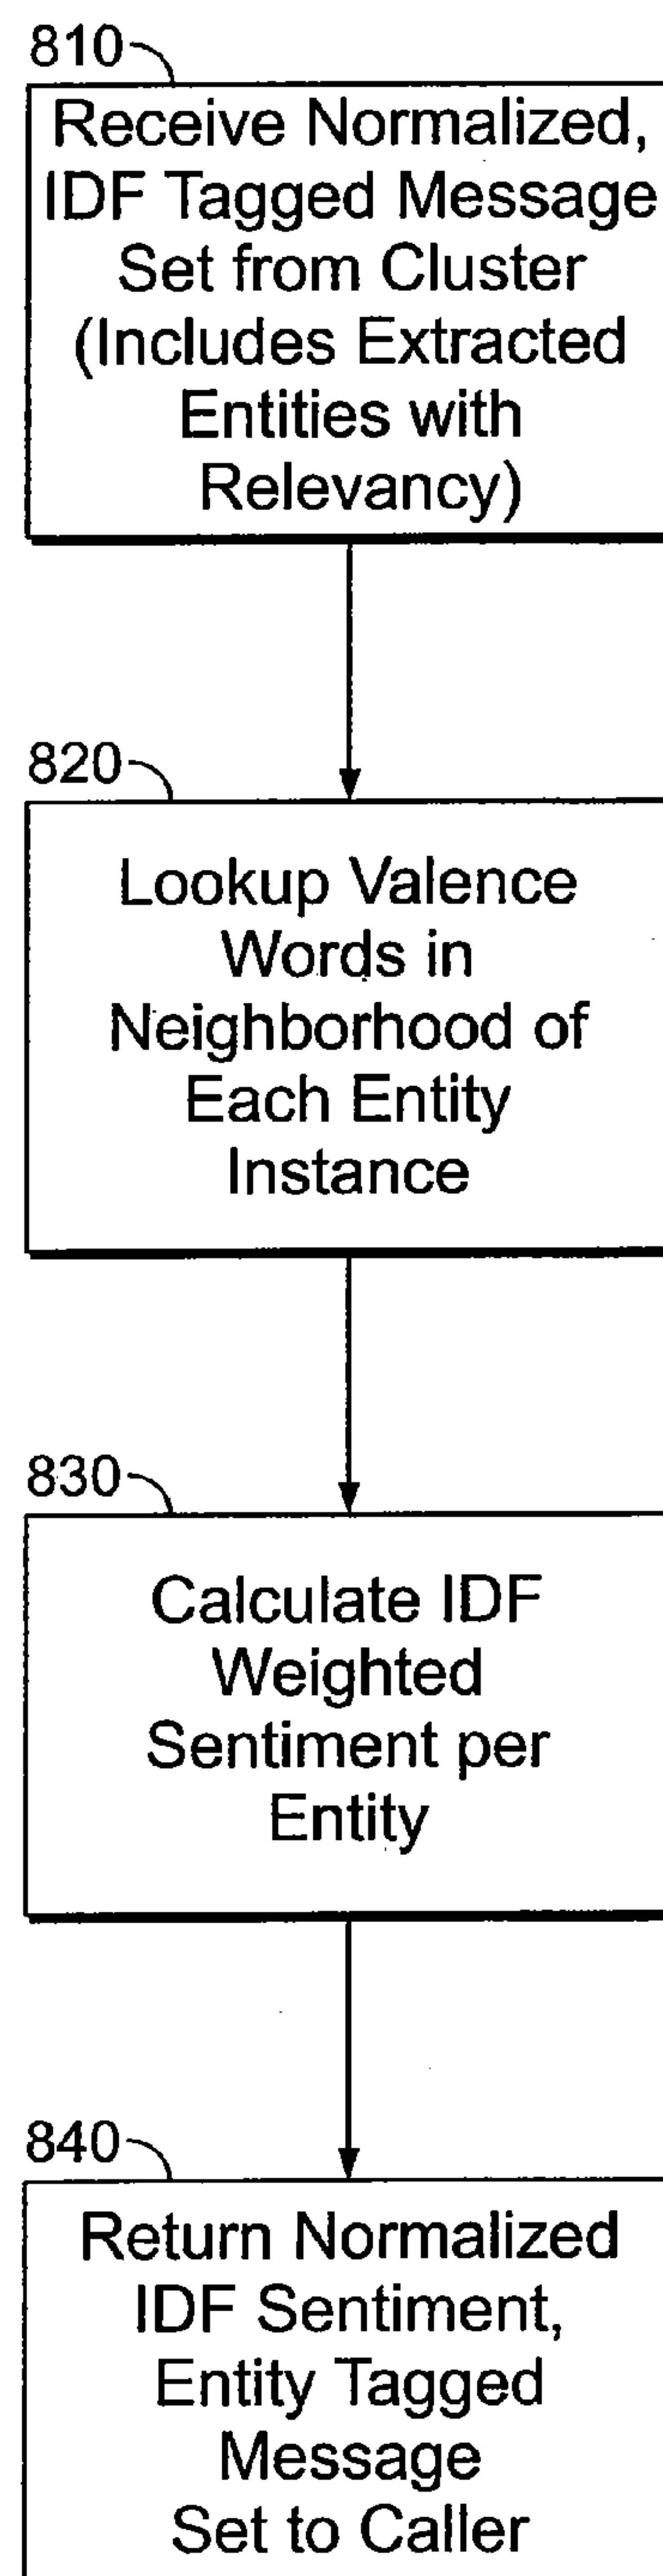 810
Receive Normalized,
IDF Tagged Message
Set from Cluster
(Includes Extracted
Entities with
Relevancy)
820
Lookup Valence
Words in
Neighborhood of
Each Entity
Instance
830
Calculate IDF
Weighted
Sentiment per
Entity
840
Return Normalized
IDF Sentiment,
Entity Tagged
Message
Set to Caller